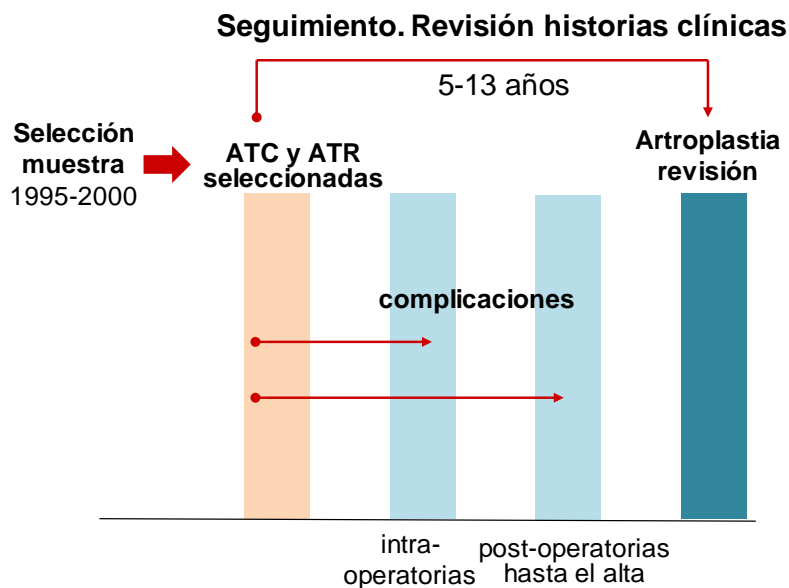 Seguimiento. Revisión historias clínicas
5-13 años
Selección
muestra
1995-2000
ATC y ATR
seleccionadas
Artroplastia
revisión
complicaciones
intra-
operatorias
post-operatorias
hasta el alta